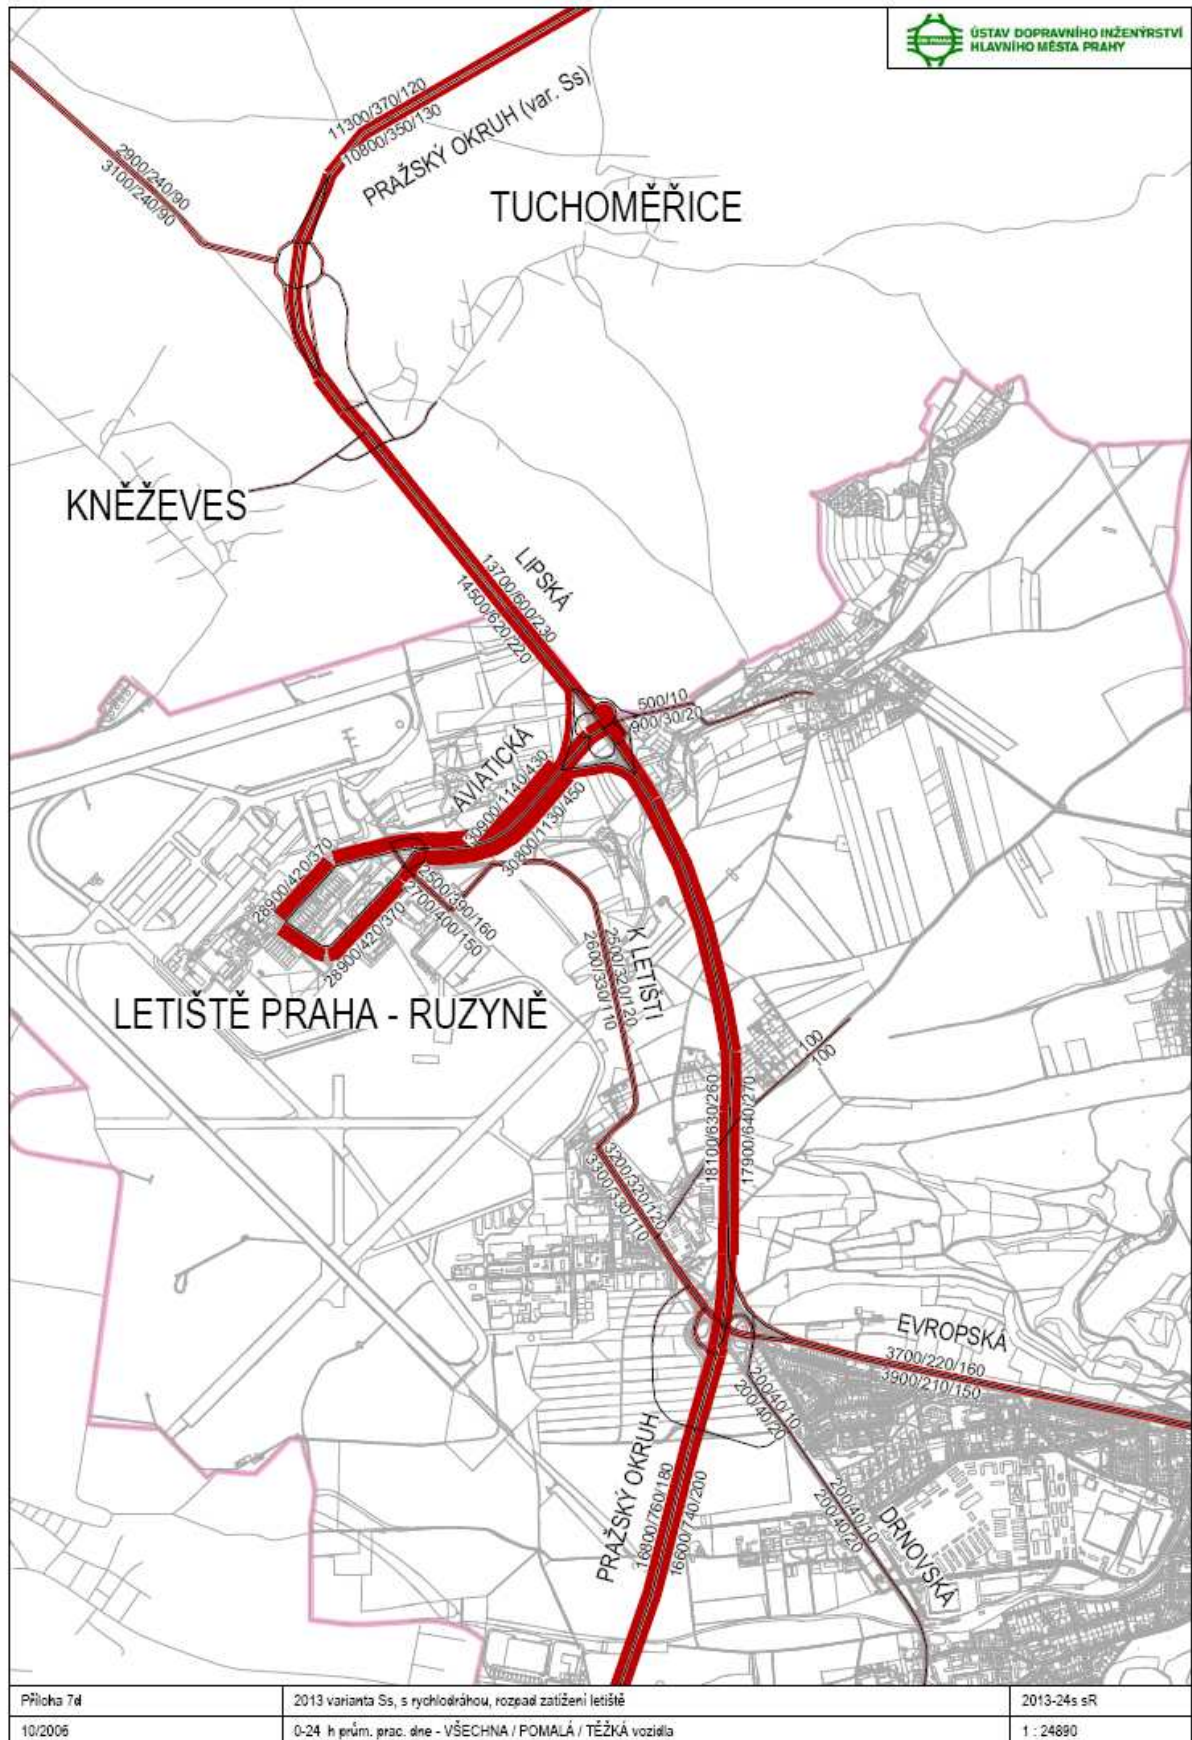 ÚSTAV DOPRAVNÍHO INŽENÝRSTVÍ
HLAVNÍHO MĚSTA PRAHY
11300/370/120
10800/350/130
PRAŽSKÝ OKRUH (var. Ss)
2900/240/90
3100/240/90
TUCHOMĚŘICE
KNĚŽEVES
LIPSKÁ
13700/600/230
14500/620/220
500/10
900/30/20
AVIATICKÁ
30900/1140/430
30800/1130/450
28900/420/370
2500/390/160
2700/400/150
28900/420/370
K LETIŠTI
2500/320/120
2600/330/110
LETIŠTĚ PRAHA - RUZYNĚ
100
100
18100/630/260
17900/640/270
3200/320/120
3300/330/110
EVROPSKÁ
3700/220/160
3900/210/150
200/40/10
200/40/20
PRAŽSKÝ OKRUH
16800/760/180
16600/740/200
200/40/10
200/40/20
DRNOVSKÁ
Příloha 7d
2013 varianta Ss, s rychlodráhou, rozpad zatížení letiště
2013-24s sR
10/2006
0-24 h prům. prac. dne - VŠECHNA / POMALÁ / TĚŽKÁ vozidla
1 : 24890